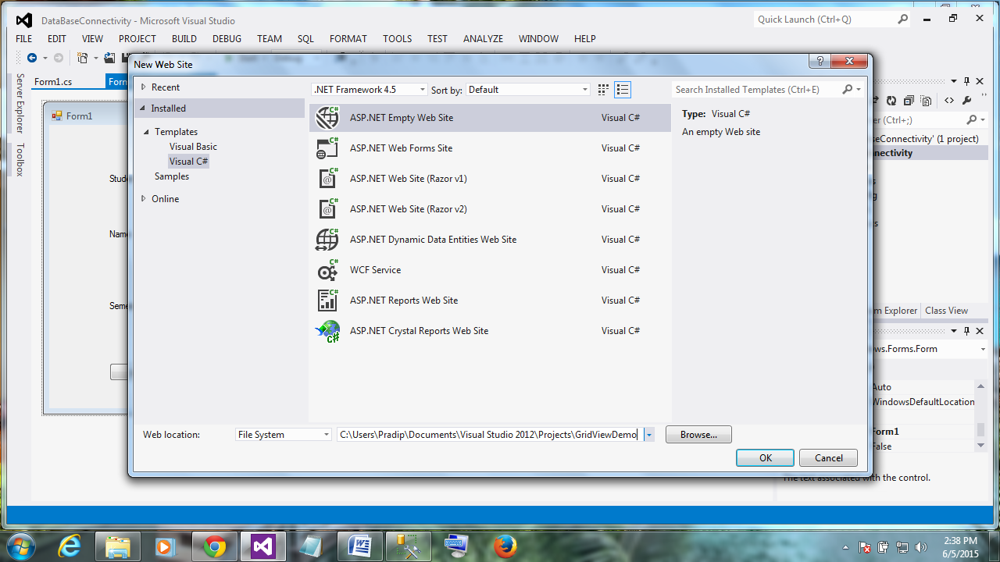 DataBaseConnectivity - Microsoft Visual Studio
Quick Launch (Ctrl+Q)
FILE EDIT VIEW PROJECT BUILD DEBUG TEAM SQL FORMAT TOOLS TEST ANALYZE WINDOW HELP
Server Explorer
Toolbox
Form1.cs
Form
Form1
Stude
Name
Seme
New Web Site
Recent
Installed
Templates
Visual Basic
Visual C#
Samples
Online
.NET Framework 4.5 Sort by: Default
Search Installed Templates (Ctrl+E)
ASP.NET Empty Web Site Visual C#
ASP.NET Web Forms Site Visual C#
ASP.NET Web Site (Razor v1) Visual C#
ASP.NET Web Site (Razor v2) Visual C#
ASP.NET Dynamic Data Entities Web Site Visual C#
WCF Service Visual C#
ASP.NET Reports Web Site Visual C#
ASP.NET Crystal Reports Web Site Visual C#
Type: Visual C#
An empty Web site
Web location: File System C:\Users\Pradip\Documents\Visual Studio 2012\Projects\GridViewDemo Browse...
OK Cancel
er (Ctrl+;)
seConnectivity' (1 project)
nectivity
m Explorer Class View
ws.Forms.Form
Auto
WindowsDefaultLocation
Form1
False
The text associated with the control.
2:38 PM
6/5/2015